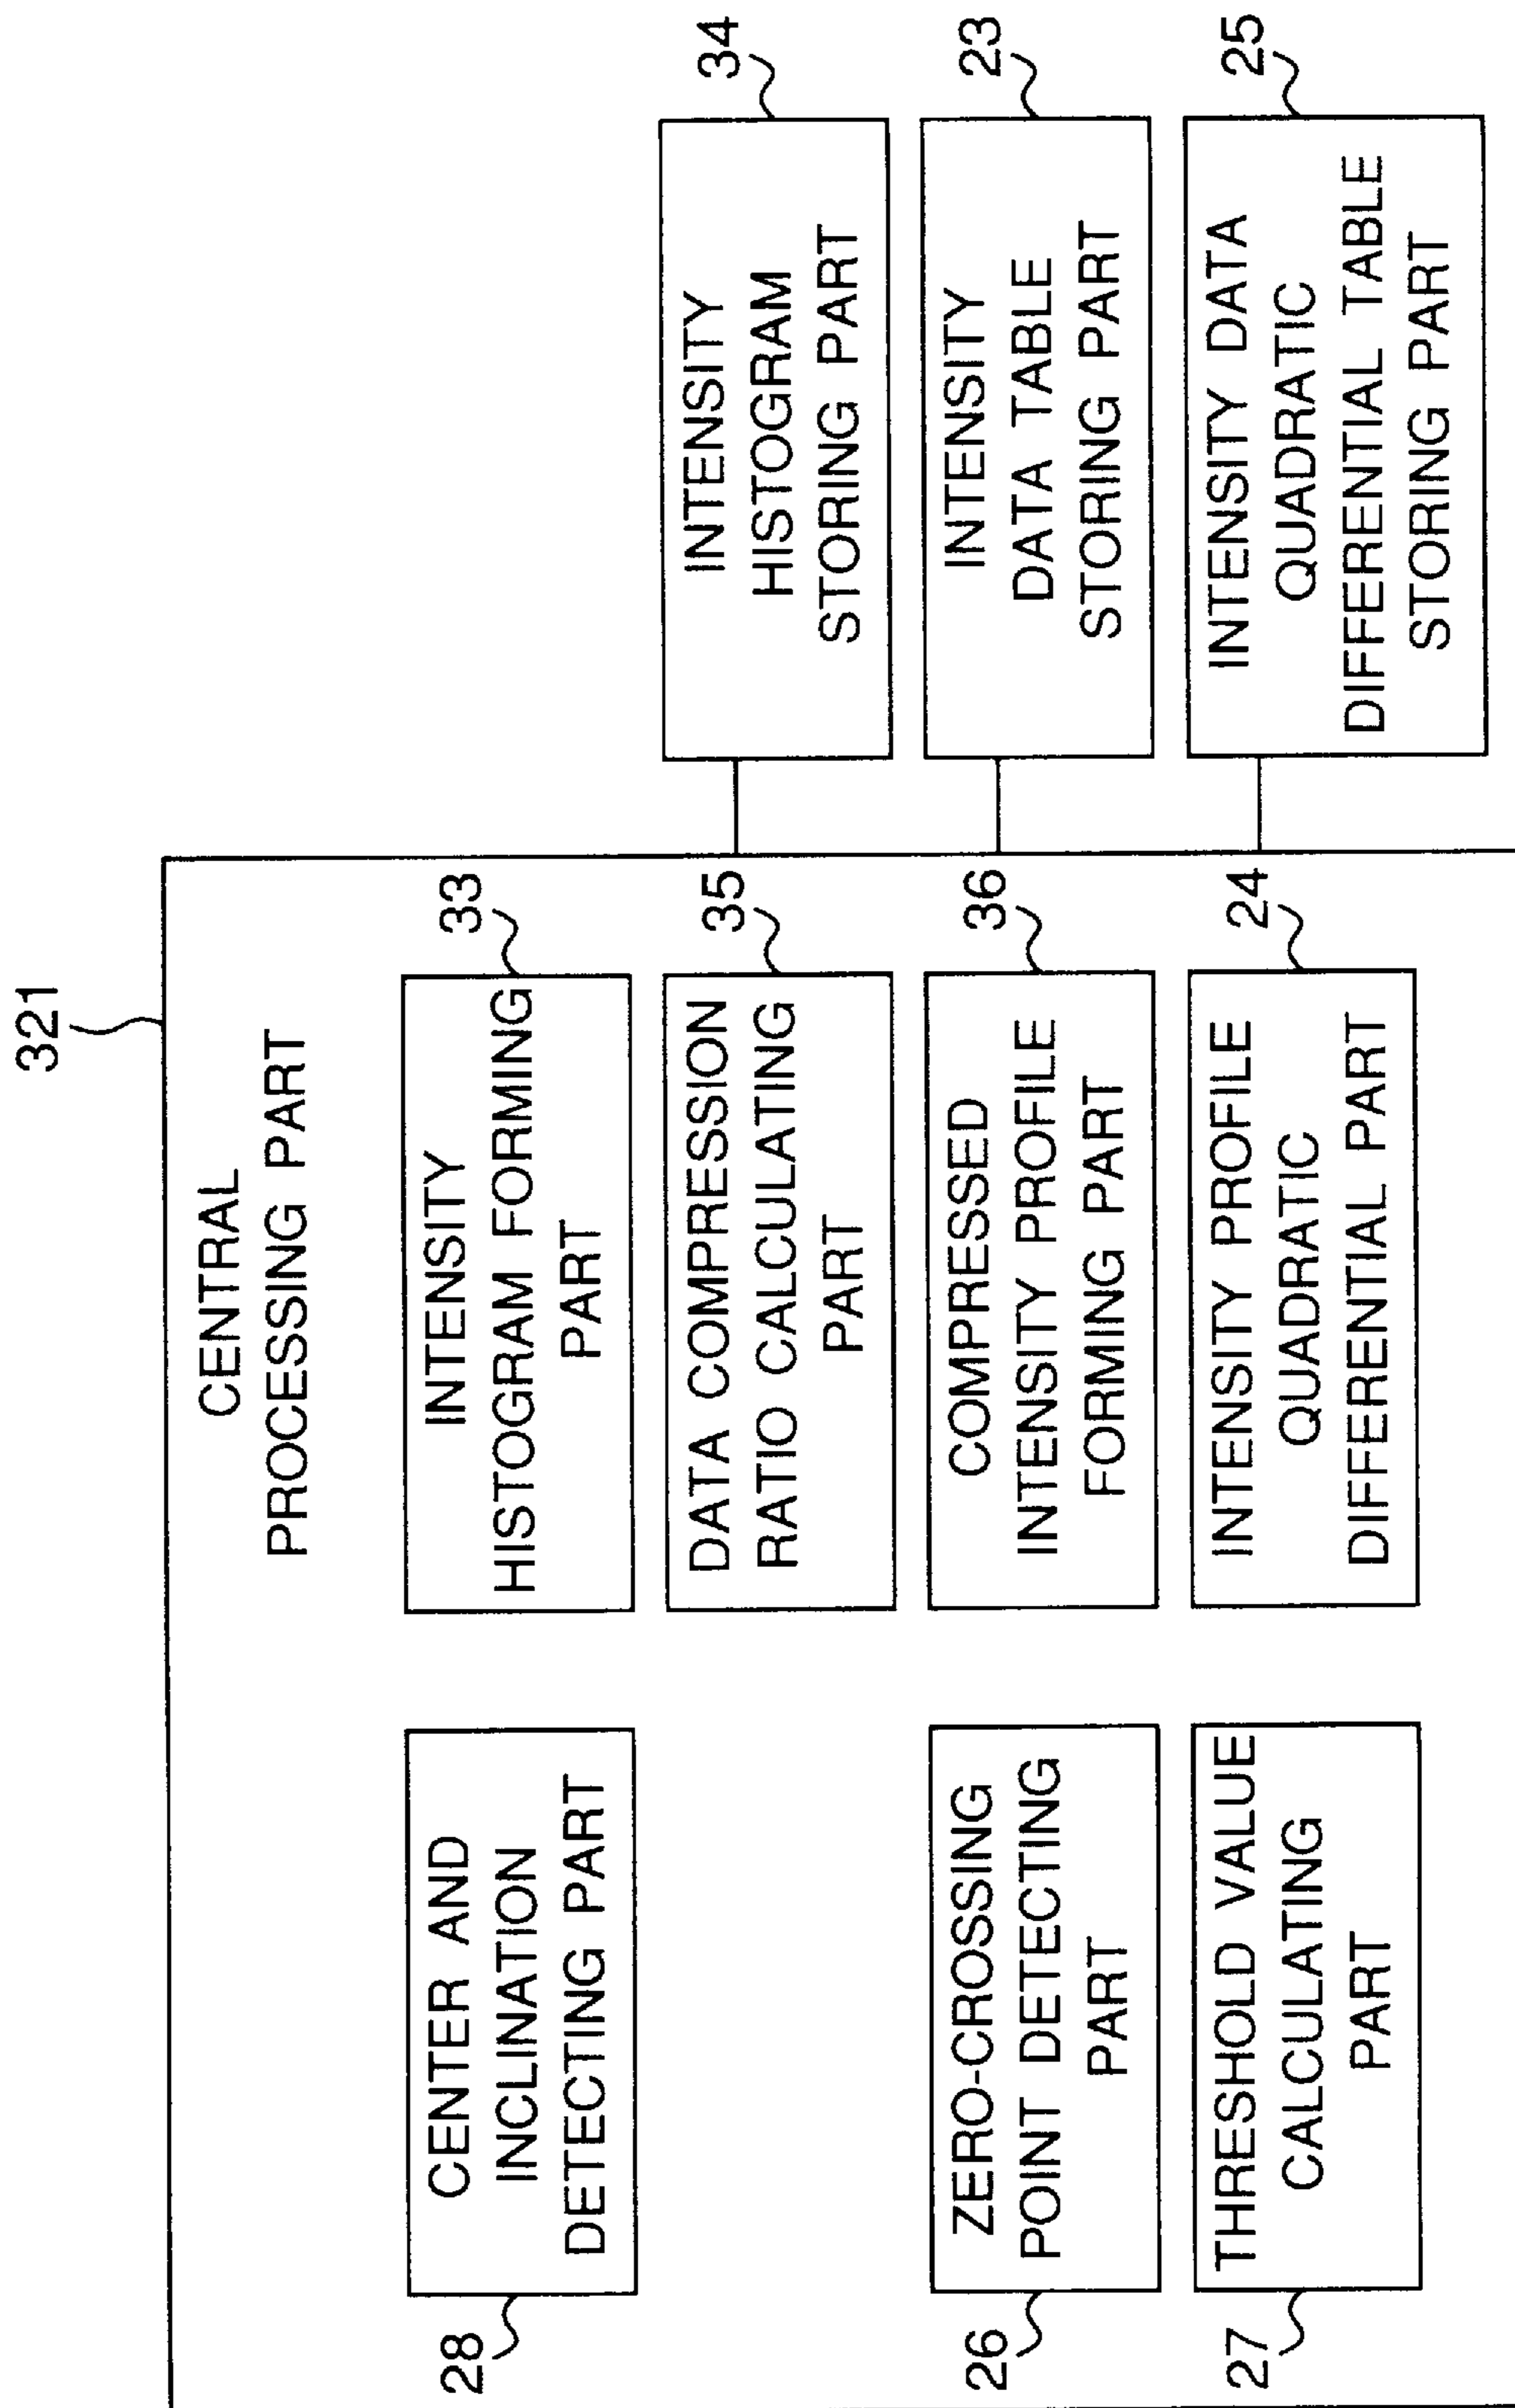 321
CENTRAL
PROCESSING PART
28
CENTER AND
INCLINATION
DETECTING PART
33
INTENSITY
HISTOGRAM FORMING
PART
35
DATA COMPRESSION
RATIO CALCULATING
PART
34
INTENSITY
HISTOGRAM
STORING PART
26
ZERO-CROSSING
POINT DETECTING
PART
36
COMPRESSED
INTENSITY PROFILE
FORMING PART
23
INTENSITY
DATA TABLE
STORING PART
27
THRESHOLD VALUE
CALCULATING
PART
24
INTENSITY PROFILE
QUADRATIC
DIFFERENTIAL PART
25
INTENSITY DATA
QUADRATIC
DIFFERENTIAL TABLE
STORING PART